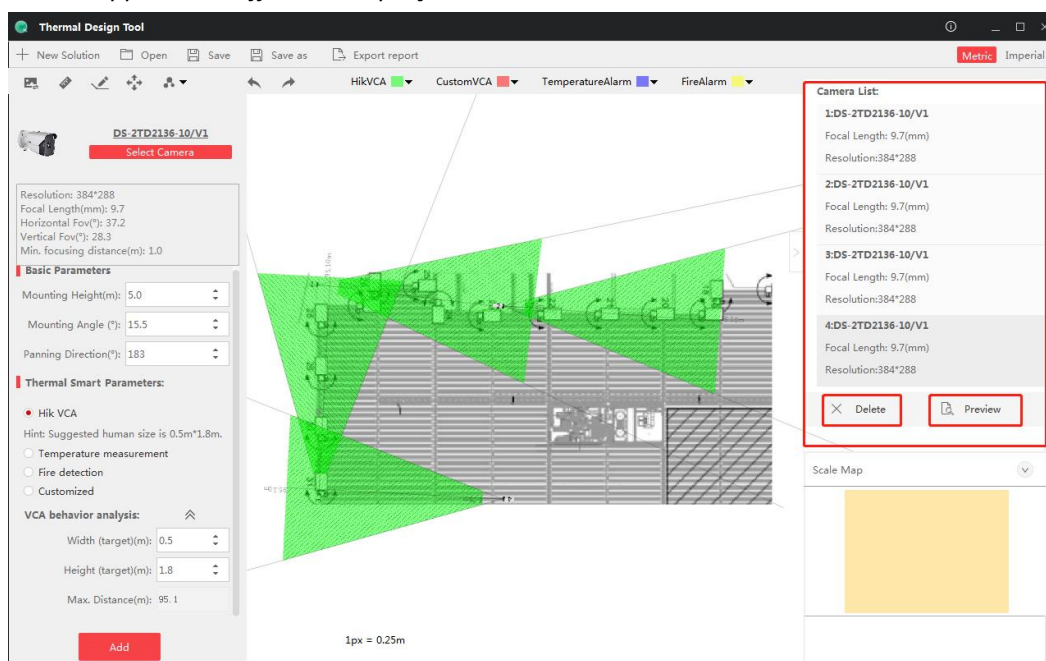 Thermal Design Tool
New Solution Open Save Save as Export report Metric Imperial
HikVCA CustomVCA TemperatureAlarm FireAlarm
DS-2TD2136-10/V1
Select Camera
Resolution: 384*288
Focal Length(mm): 9.7
Horizontal Fov(°): 37.2
Vertical Fov(°): 28.3
Min. focusing distance(m): 1.0
Basic Parameters
Mounting Height(m): 5.0
Mounting Angle (°): 15.5
Panning Direction(°): 183
Thermal Smart Parameters:
Hik VCA
Hint: Suggested human size is 0.5m*1.8m.
Temperature measurement
Fire detection
Customized
VCA behavior analysis:
Width (target)(m): 0.5
Height (target)(m): 1.8
Max. Distance(m): 95.1
Add
1px = 0.25m
Camera List:
1:DS-2TD2136-10/V1
Focal Length: 9.7(mm)
Resolution:384*288
2:DS-2TD2136-10/V1
Focal Length: 9.7(mm)
Resolution:384*288
3:DS-2TD2136-10/V1
Focal Length: 9.7(mm)
Resolution:384*288
4:DS-2TD2136-10/V1
Focal Length: 9.7(mm)
Resolution:384*288
Delete Preview
Scale Map